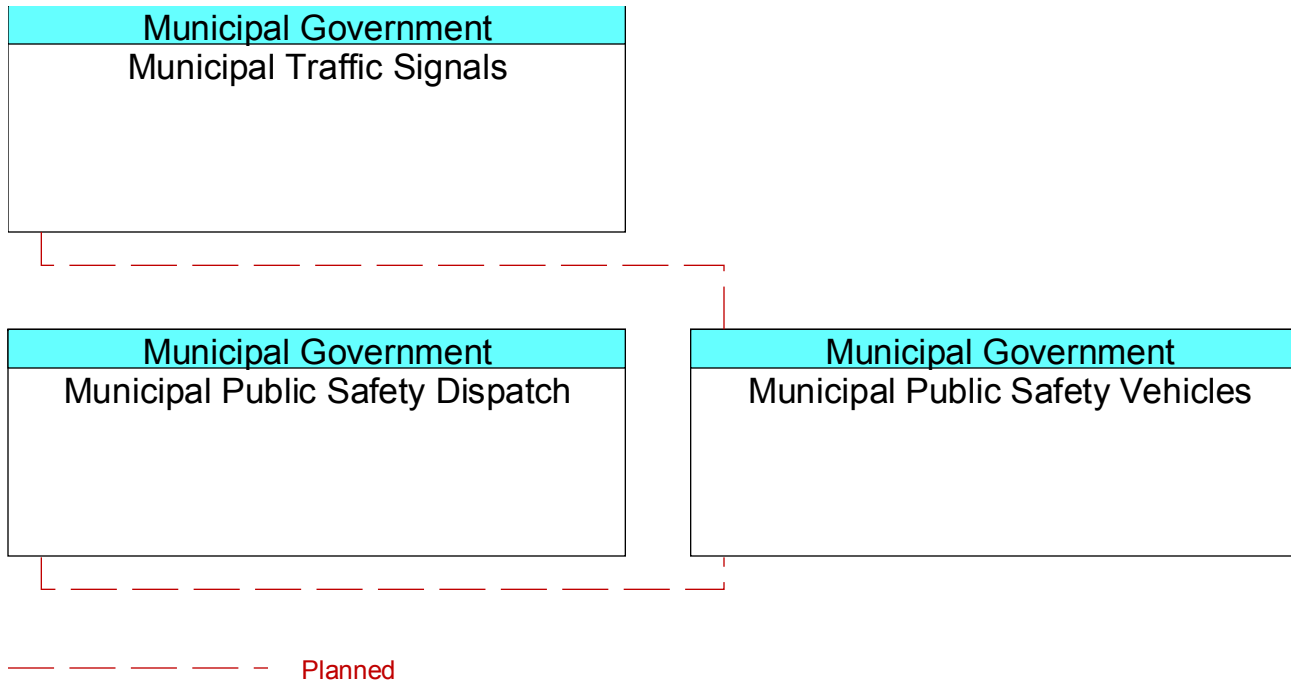 Municipal Government
Municipal Traffic Signals
Municipal Government
Municipal Public Safety Dispatch
Municipal Government
Municipal Public Safety Vehicles
Planned